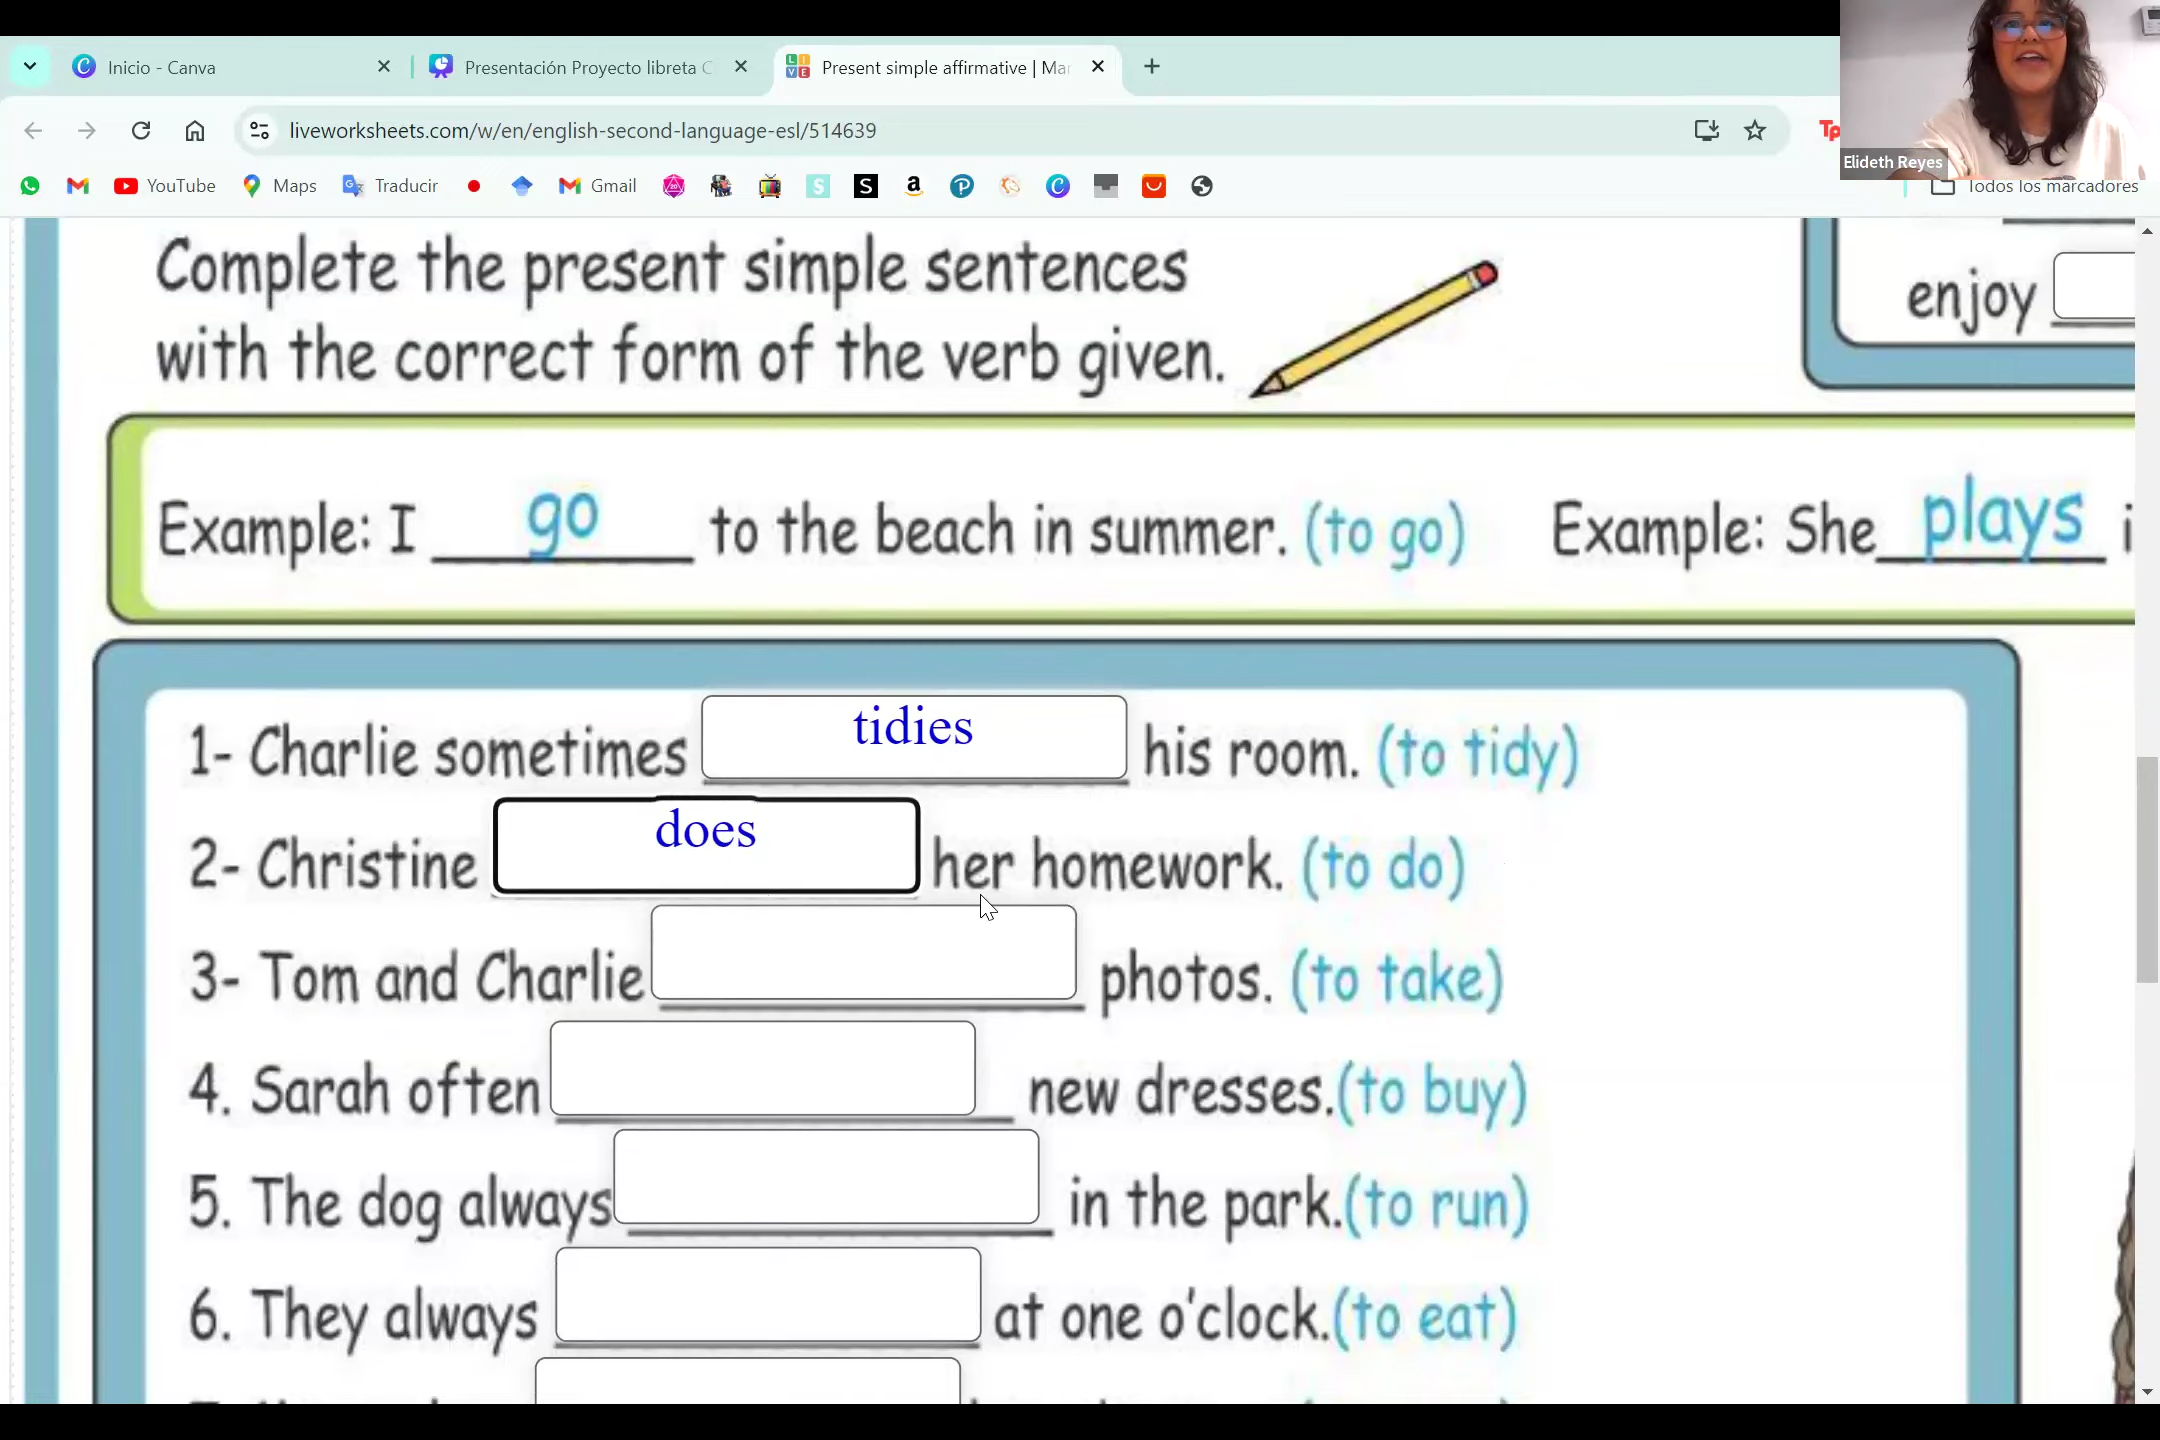 Inicio - Canva
Presentación Proyecto libreta C
Present simple affirmative | Mar
liveworksheets.com/w/en/english-second-language-esl/514639
Elideth Reyes
YouTube
Maps
Traducir
Gmail
Todos los marcadores
Complete the present simple sentences
with the correct form of the verb given.
enjoy
Example: I go to the beach in summer. (to go)
Example: She plays i
1- Charlie sometimes tidies his room. (to tidy)
2- Christine does her homework. (to do)
3- Tom and Charlie photos. (to take)
4. Sarah often new dresses.(to buy)
5. The dog always in the park.(to run)
6. They always at one o'clock.(to eat)